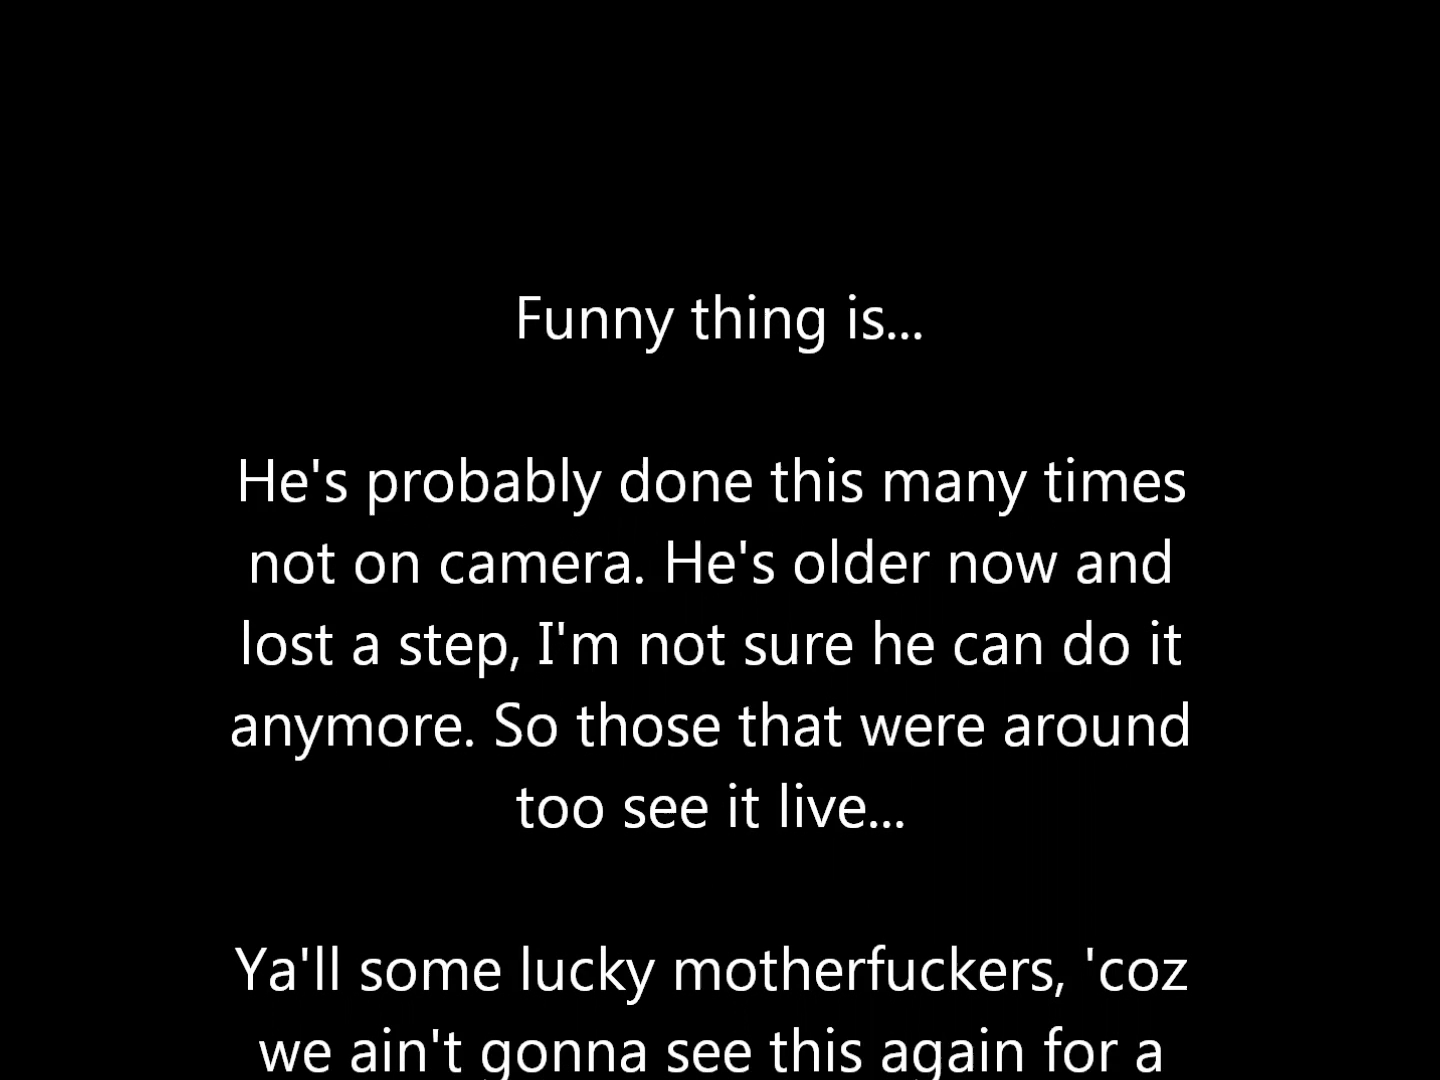 Funny thing is...
He's probably done this many times
not on camera. He's older now and
lost a step, I'm not sure he can do it
anymore. So those that were around
too see it live...
Ya'll some lucky motherfuckers, 'coz
we ain't gonna see this again for a